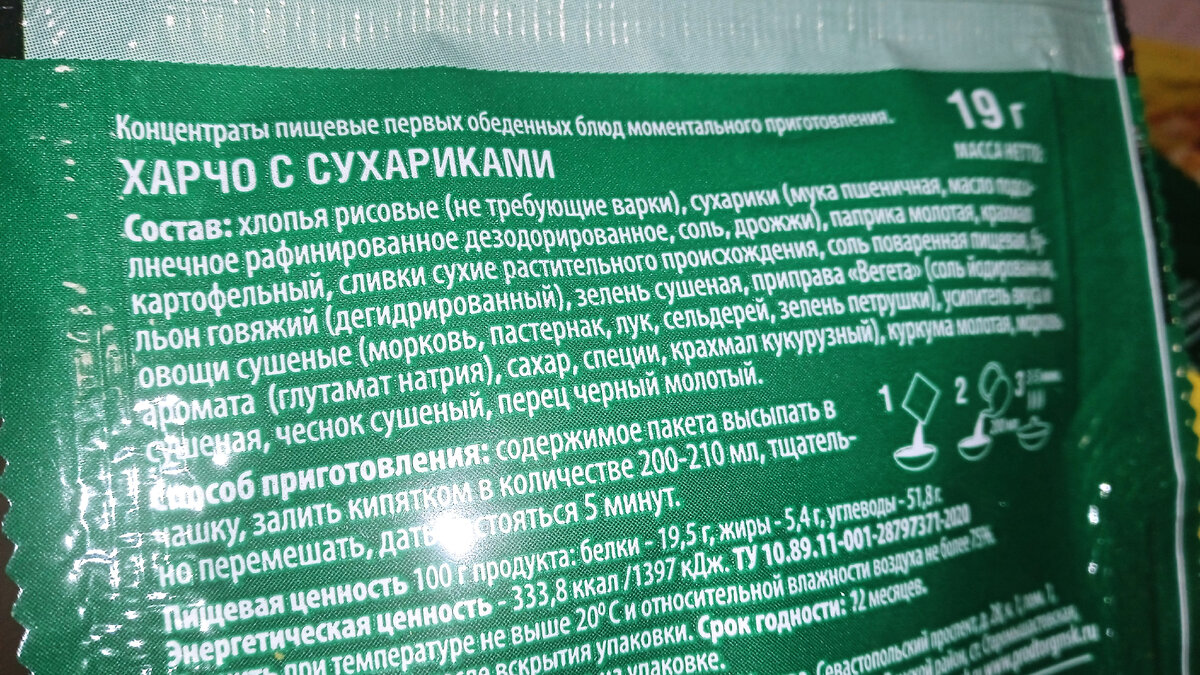 Концентраты пищевые первых обеденных блюд моментального приготовления.
19 г
МАССА НЕТТО:
ХАРЧО С СУХАРИКАМИ
Состав: хлопья рисовые (не требующие варки), сухарики (мука пшеничная, масло подсо-
лнечное рафинированное дезодорированное, соль, дрожжи), паприка молотая, крахмал
картофельный, сливки сухие растительного происхождения, соль поваренная пищевая, бу-
льон говяжий (дегидрированный), зелень сушеная, приправа «Вегета» (соль йодированная,
овощи сушеные (морковь, пастернак, лук, сельдерей, зелень петрушки), усилитель вкуса и
аромата (глутамат натрия), сахар, специи, крахмал кукурузный), куркума молотая, морковь
сушеная, чеснок сушеный, перец черный молотый.
1 2 3
Способ приготовления: содержимое пакета высыпать в
чашку, залить кипятком в количестве 200-210 мл, тщатель-
но перемешать, дать настояться 5 минут.
Пищевая ценность 100 г продукта: белки - 19,5 г, жиры - 5,4 г, углеводы - 51,8 г.
Энергетическая ценность - 333,8 ккал /1397 кДж. ТУ 10.89.11-001-28797371-2020
при температуре не выше 20°С и относительной влажности воздуха не более 75%.
вскрытия упаковки. Срок годности: 12 месяцев.
на упаковке.
Севастопольский проспект, д.